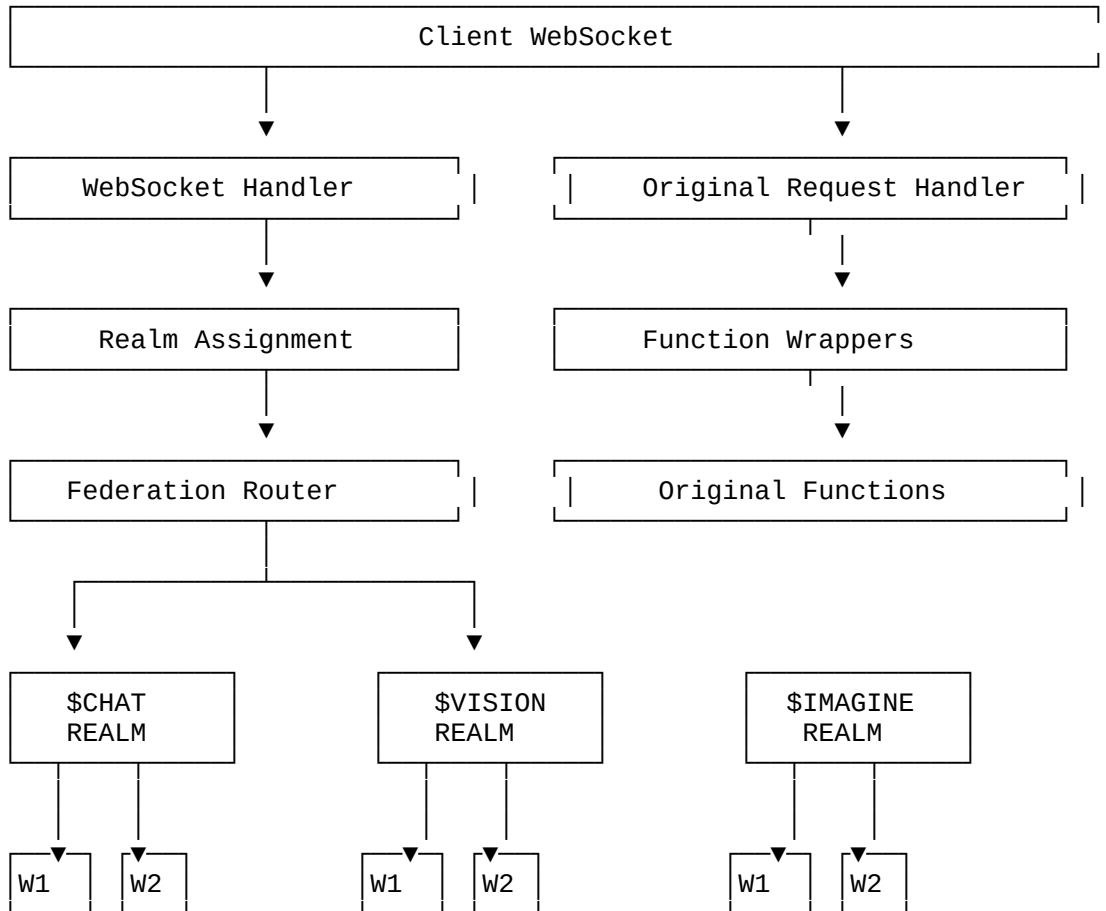 Client WebSocket
WebSocket Handler Original Request Handler
Realm Assignment Function Wrappers
Federation Router Original Functions
$CHAT $VISION $IMAGINE
REALM REALM REALM
W1 W2 W1 W2 W1 W2